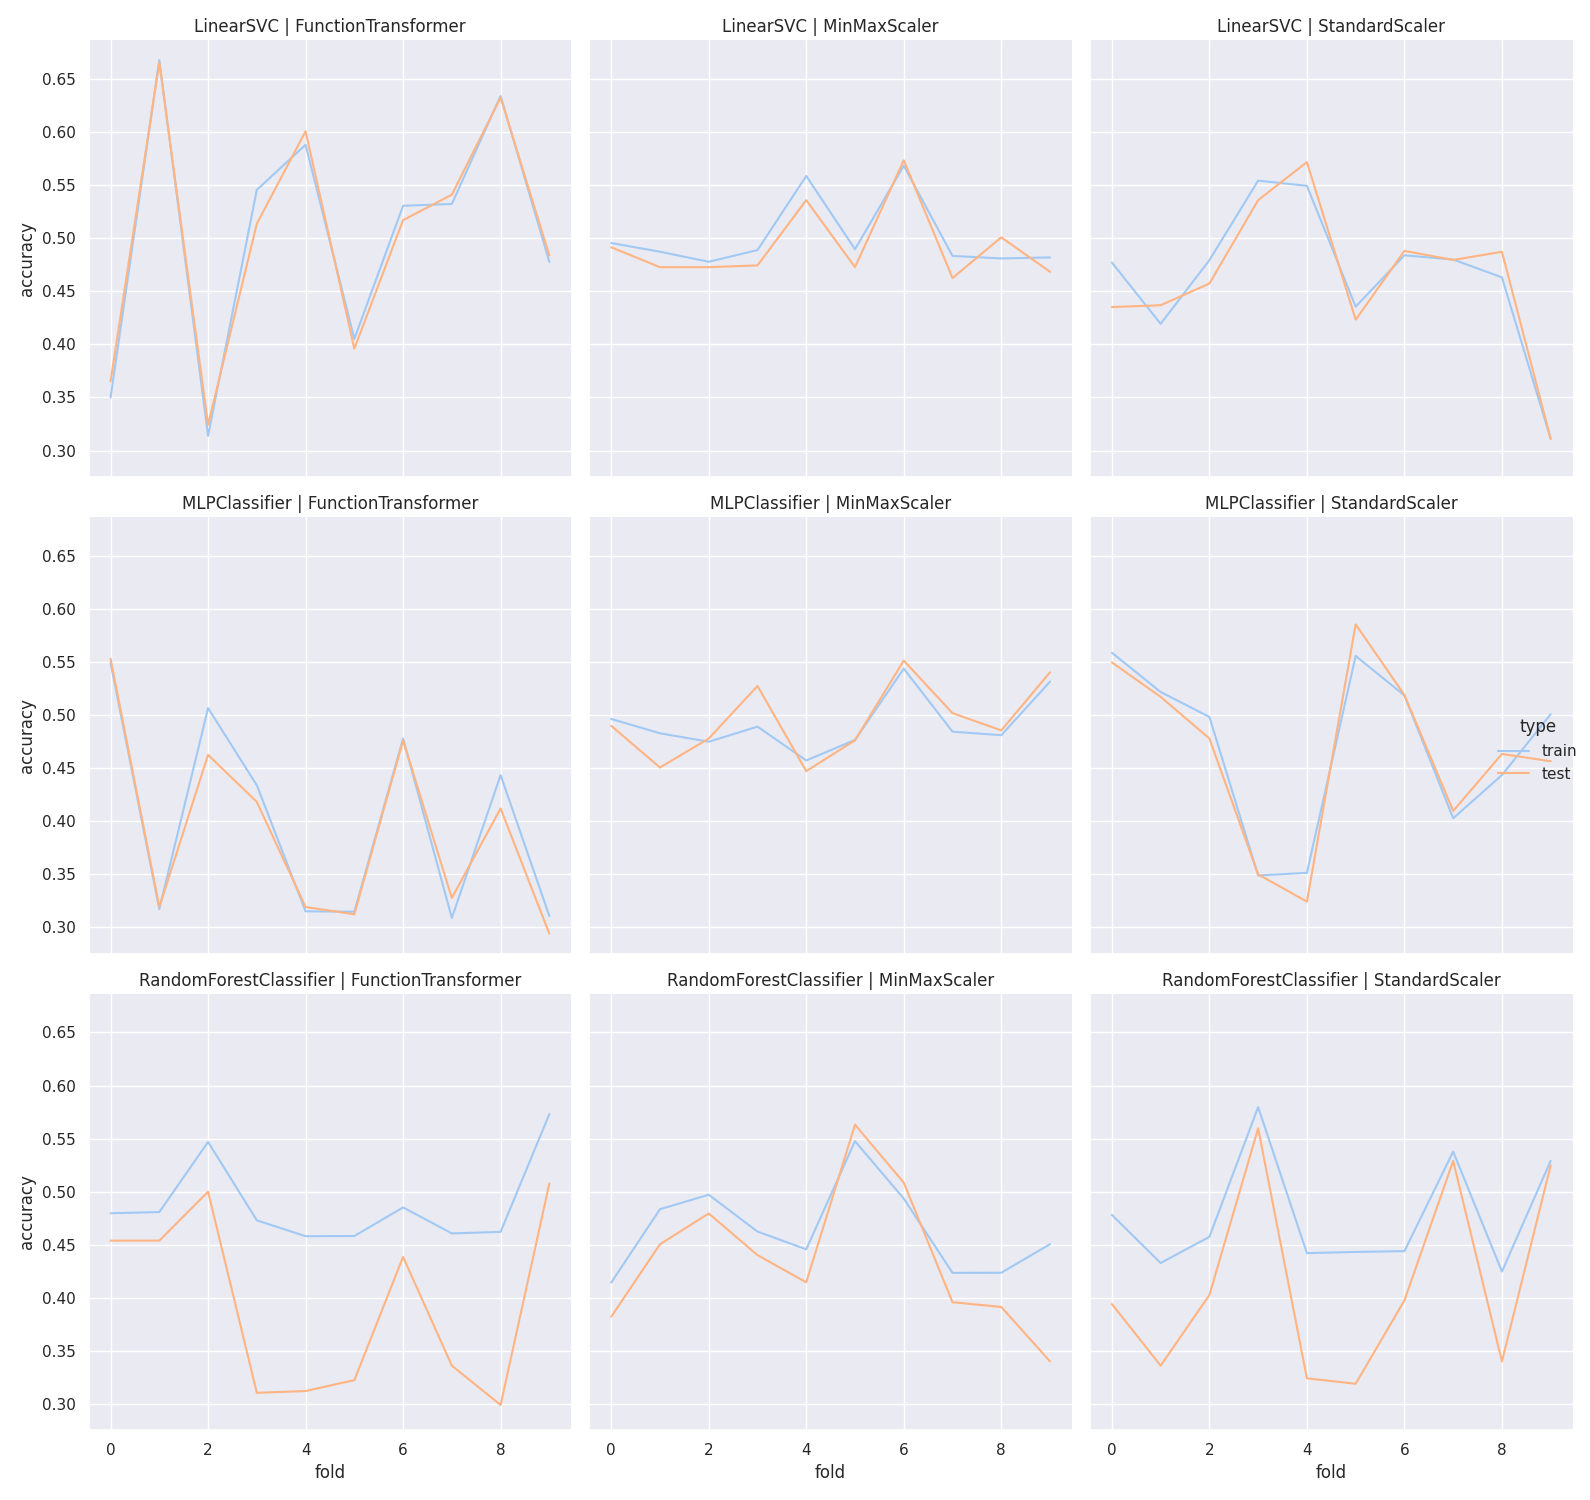 LinearSVC | FunctionTransformer
LinearSVC | MinMaxScaler
LinearSVC | StandardScaler
0.65
0.60
0.55
0.50
0.45
0.40
0.35
0.30
accuracy
MLPClassifier | FunctionTransformer
MLPClassifier | MinMaxScaler
MLPClassifier | StandardScaler
0.65
0.60
0.55
0.50
0.45
0.40
0.35
0.30
accuracy
type
train
test
RandomForestClassifier | FunctionTransformer
RandomForestClassifier | MinMaxScaler
RandomForestClassifier | StandardScaler
0.65
0.60
0.55
0.50
0.45
0.40
0.35
0.30
accuracy
0 2 4 6 8
fold
0 2 4 6 8
fold
0 2 4 6 8
fold